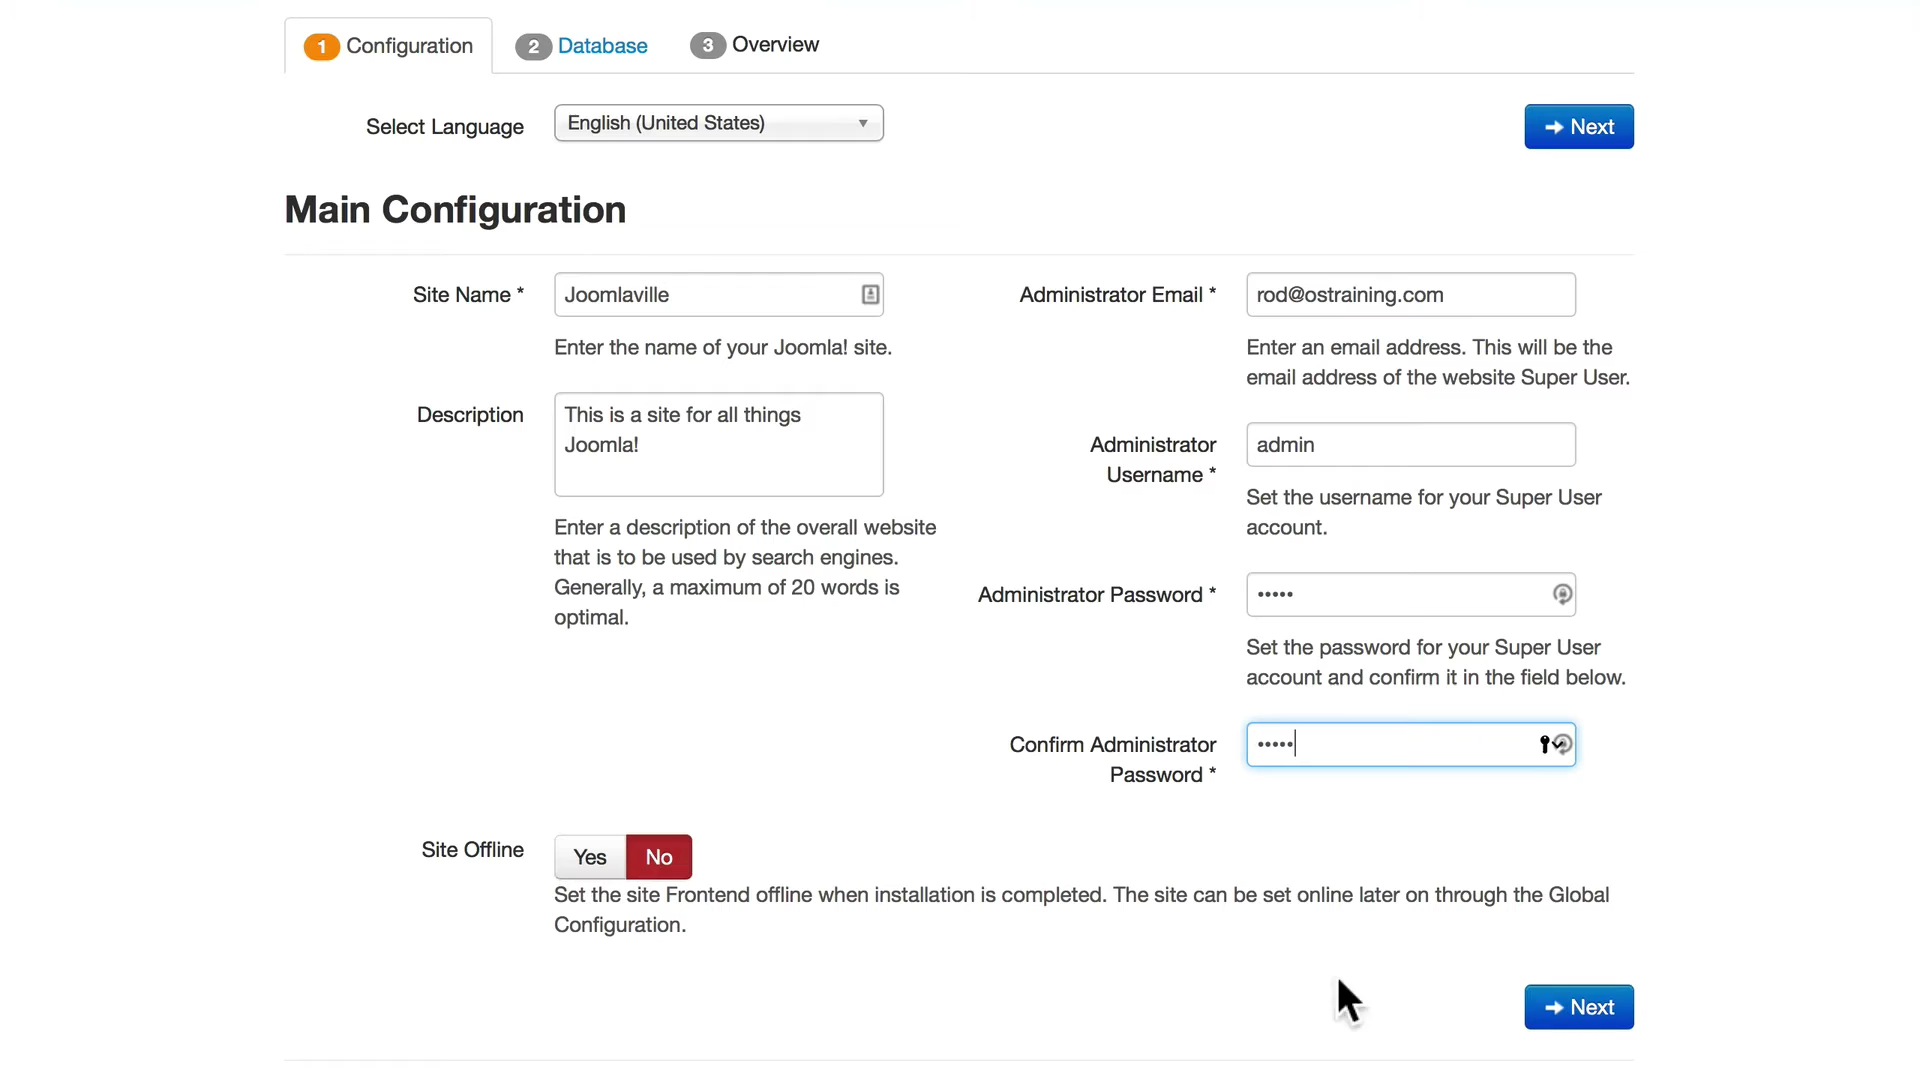 1 Configuration
2 Database
3 Overview
Select Language
English (United States)
Next
Main Configuration
Site Name *
Joomlaville
Enter the name of your Joomla! site.
Description
This is a site for all things
Joomla!
Enter a description of the overall website
that is to be used by search engines.
Generally, a maximum of 20 words is
optimal.
Administrator Email *
rod@ostraining.com
Enter an email address. This will be the
email address of the website Super User.
Administrator
Username *
admin
Set the username for your Super User
account.
Administrator Password *
•••••
Set the password for your Super User
account and confirm it in the field below.
Confirm Administrator
Password *
•••••
Site Offline
Yes
No
Set the site Frontend offline when installation is completed. The site can be set online later on through the Global
Configuration.
Next